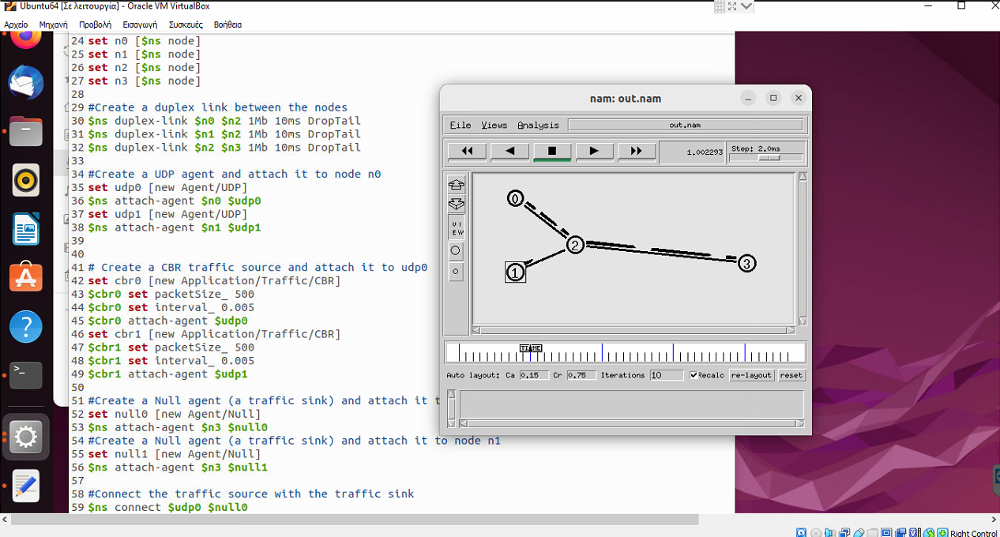 Ubuntu64 [Σε λειτουργία] - Oracle VM VirtualBox
Αρχείο Μηχανή Προβολή Εισαγωγή Συσκευές Βοήθεια
24 set n0 [$ns node]
25 set n1 [$ns node]
26 set n2 [$ns node]
27 set n3 [$ns node]
28
29 #Create a duplex link between the nodes
30 $ns duplex-link $n0 $n2 1Mb 10ms DropTail
31 $ns duplex-link $n1 $n2 1Mb 10ms DropTail
32 $ns duplex-link $n2 $n3 1Mb 10ms DropTail
33
34 #Create a UDP agent and attach it to node n0
35 set udp0 [new Agent/UDP]
36 $ns attach-agent $n0 $udp0
37 set udp1 [new Agent/UDP]
38 $ns attach-agent $n1 $udp1
39
40
41 # Create a CBR traffic source and attach it to udp0
42 set cbr0 [new Application/Traffic/CBR]
43 $cbr0 set packetSize_ 500
44 $cbr0 set interval_ 0.005
45 $cbr0 attach-agent $udp0
46 set cbr1 [new Application/Traffic/CBR]
47 $cbr1 set packetSize_ 500
48 $cbr1 set interval_ 0.005
49 $cbr1 attach-agent $udp1
50
51 #Create a Null agent (a traffic sink) and attach it t
52 set null0 [new Agent/Null]
53 $ns attach-agent $n3 $null0
54 #Create a Null agent (a traffic sink) and attach it to node n1
55 set null1 [new Agent/Null]
56 $ns attach-agent $n3 $null1
57
58 #Connect the traffic source with the traffic sink
59 $ns connect $udp0 $null0
nam: out.nam
File Views Analysis out.nam
1.002293 Step: 2.0ms
VIEW
0
2
3
1
TIME
Auto layout: Ca 0.15 Cr 0.75 Iterations 10 Recalc re-layout reset
Right Control